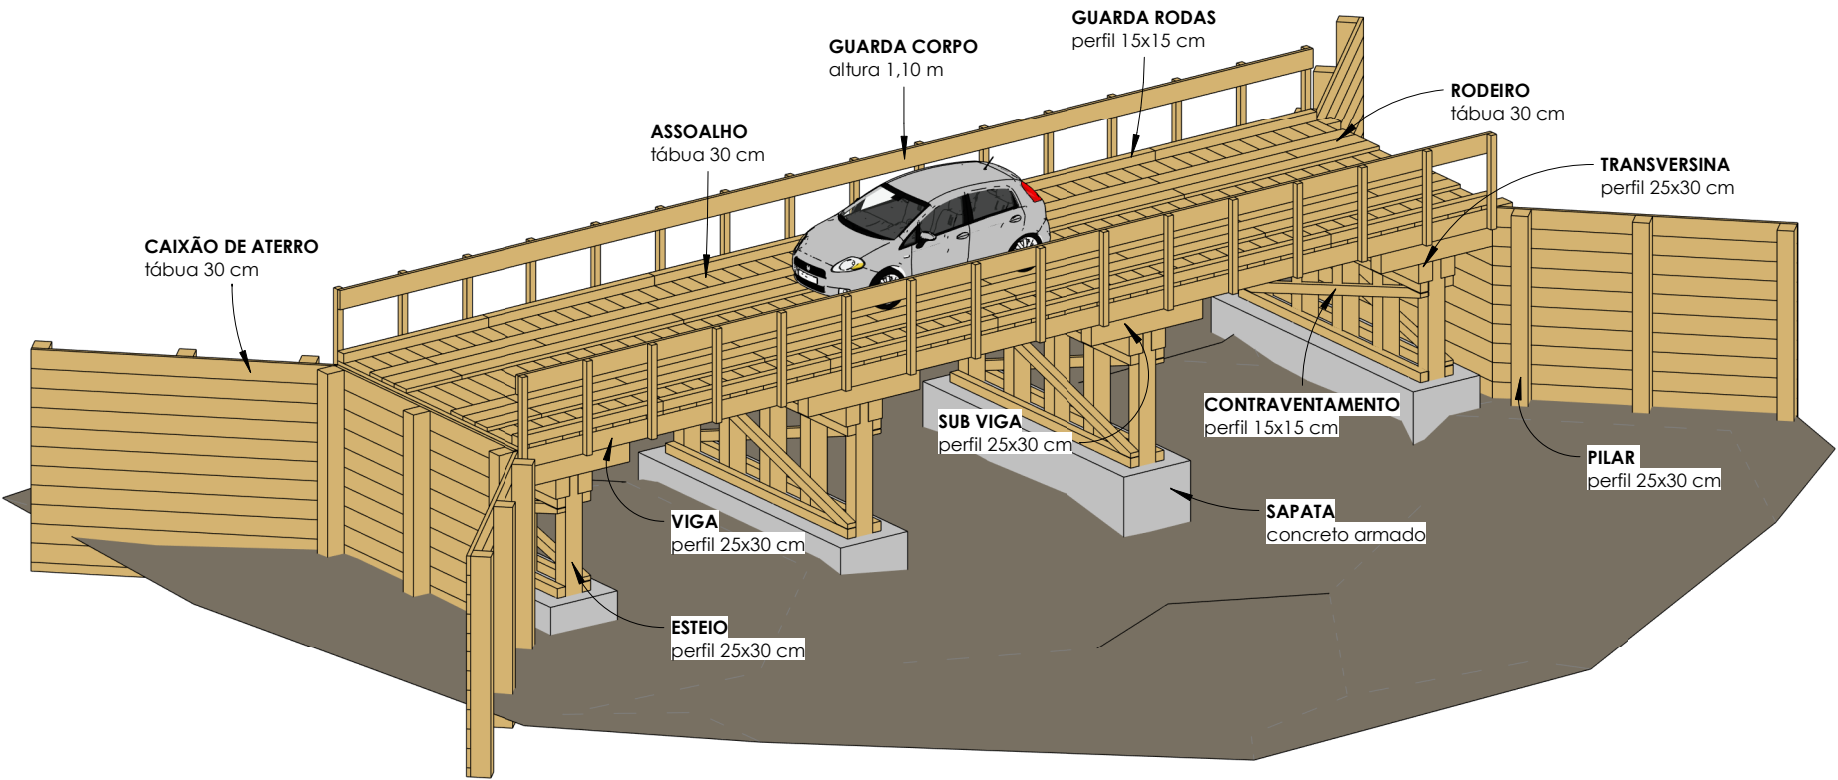 GUARDA RODAS
perfil 15x15 cm
GUARDA CORPO
altura 1,10 m
RODEIRO
tábua 30 cm
ASSOALHO
tábua 30 cm
TRANSVERSINA
perfil 25x30 cm
CAIXÃO DE ATERRO
tábua 30 cm
CONTRAVENTAMENTO
perfil 15x15 cm
SUB VIGA
perfil 25x30 cm
PILAR
perfil 25x30 cm
SAPATA
concreto armado
VIGA
perfil 25x30 cm
ESTEIO
perfil 25x30 cm